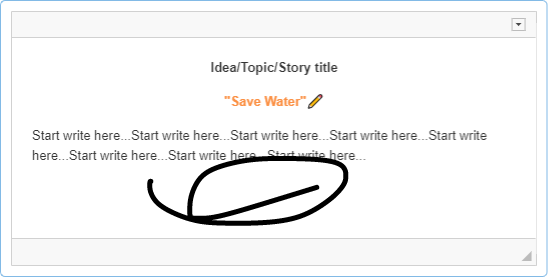 Idea/Topic/Story title
"Save Water"
Start write here...Start write here...Start write here...Start write here...Start write
here...Start write here...Start write here...Start write here...